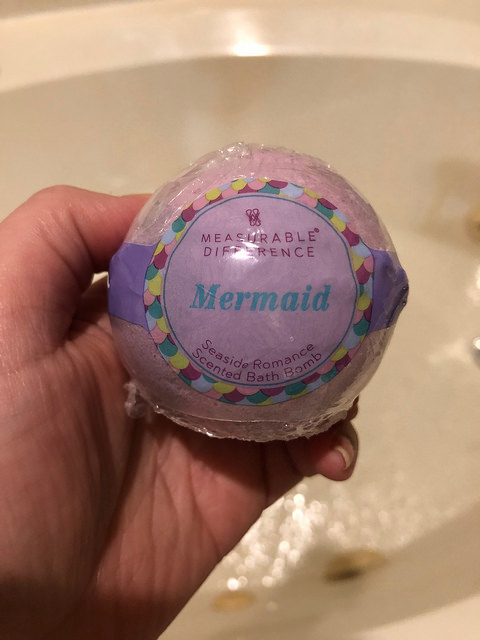 MEASURABLE®
DIFFERENCE
Mermaid
Seaside Romance
Scented Bath Bomb